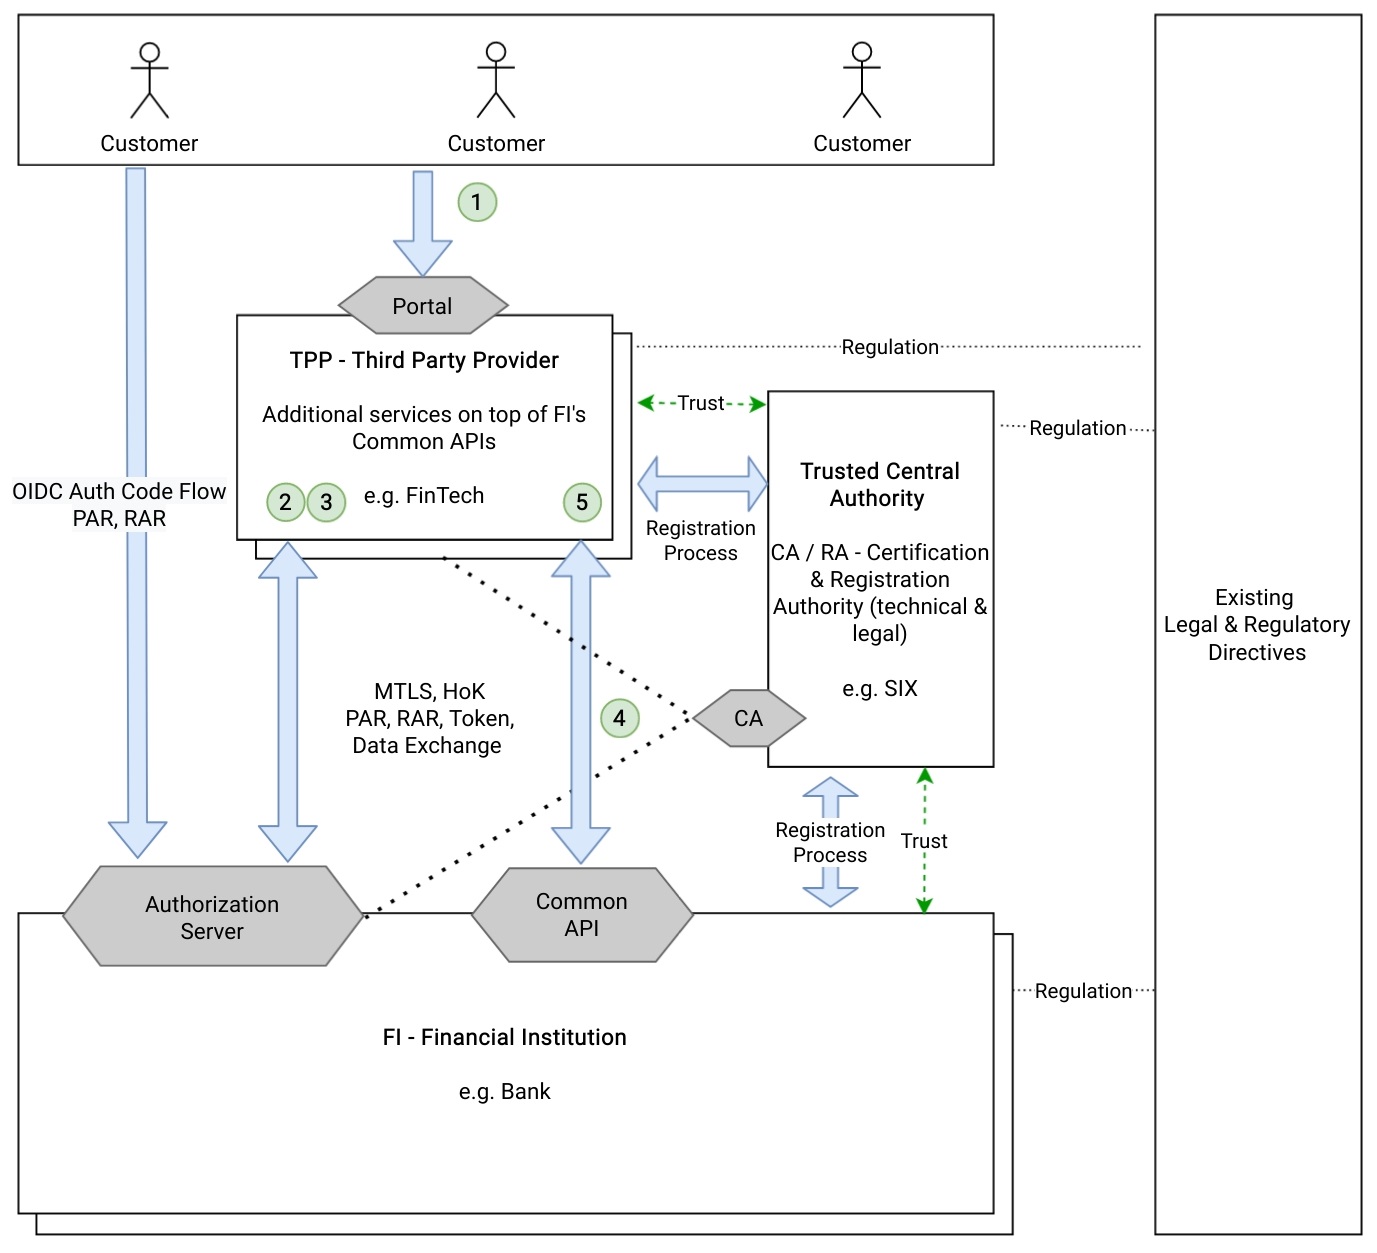 Customer
Customer
Customer
1
Portal
TPP - Third Party Provider
Additional services on top of FI's
Common APIs
e.g. FinTech
2
3
5
Regulation
Trust
Regulation
Registration
Process
Trusted Central
Authority
CA / RA - Certification
& Registration
Authority (technical &
legal)
e.g. SIX
OIDC Auth Code Flow
PAR, RAR
Existing
Legal & Regulatory
Directives
MTLS, HoK
PAR, RAR, Token,
Data Exchange
4
CA
Registration
Process
Trust
Authorization
Server
Common
API
Regulation
FI - Financial Institution
e.g. Bank